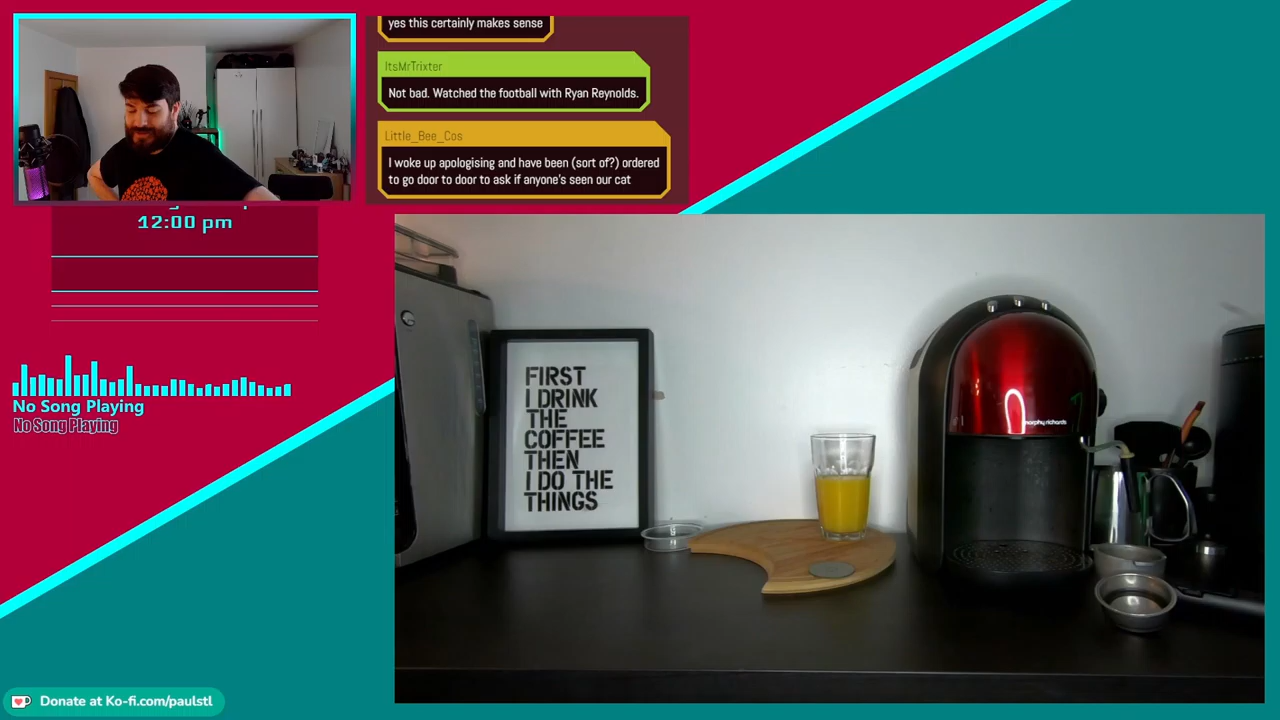 yes this certainly makes sense
ItsMrTrixter
Not bad. Watched the football with Ryan Reynolds.
Little_Bee_Cos
I woke up apologising and have been (sort of?) ordered
to go door to door to ask if anyone's seen our cat
12:00 pm
No Song Playing
No Song Playing
FIRST
I DRINK
THE
COFFEE
THEN
I DO THE
THINGS
morphy richards
Donate at Ko-fi.com/paulstl